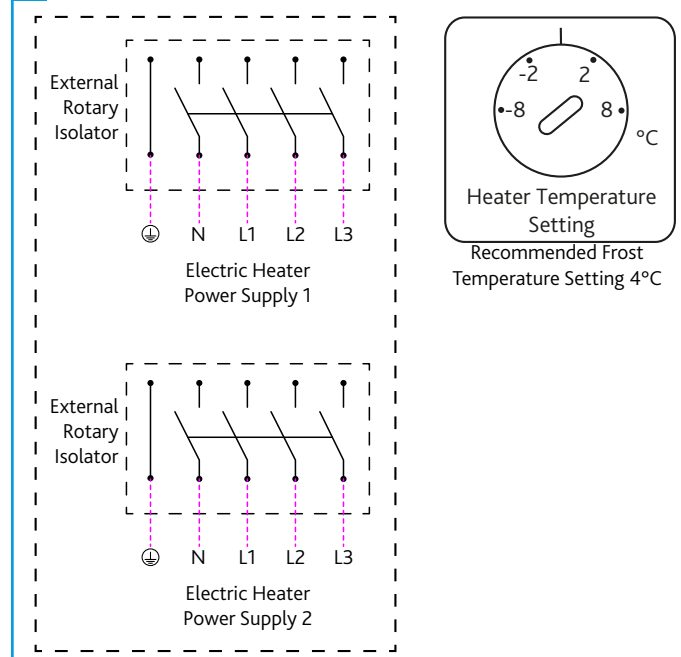 External
Rotary
Isolator
N L1 L2 L3
Electric Heater
Power Supply 1
External
Rotary
Isolator
N L1 L2 L3
Electric Heater
Power Supply 2
-2 2
-8 8
°C
Heater Temperature
Setting
Recommended Frost
Temperature Setting 4°C